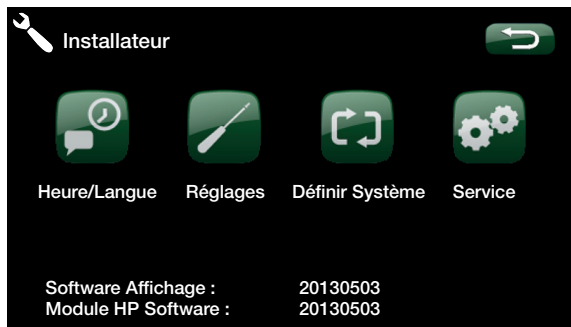 Installateur
Heure/Langue Réglages Définir Système Service
Software Affichage : 20130503
Module HP Software : 20130503